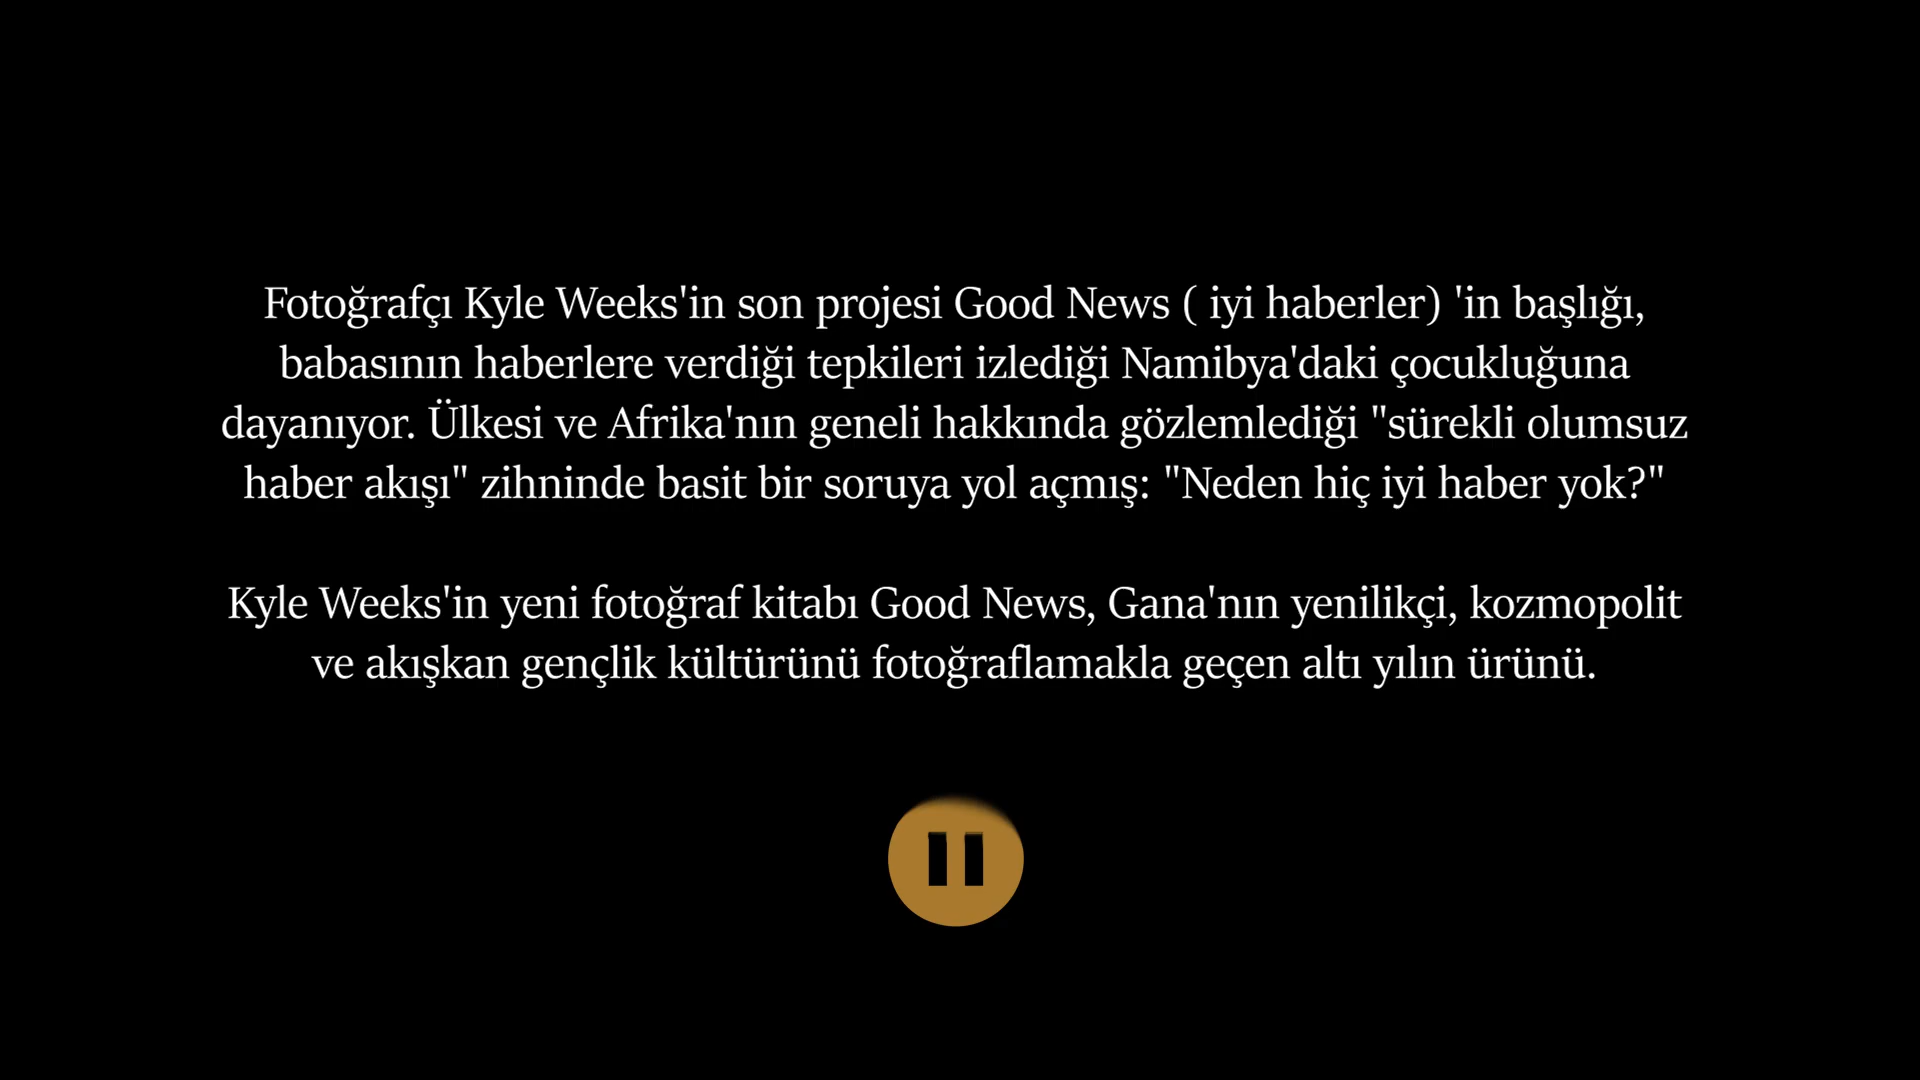 Fotoğrafçı Kyle Weeks'in son projesi Good News ( iyi haberler) 'in başlığı,
babasının haberlere verdiği tepkileri izlediği Namibya'daki çocukluğuna
dayanıyor. Ülkesi ve Afrika'nın geneli hakkında gözlemlediği "sürekli olumsuz
haber akışı" zihninde basit bir soruya yol açmış: "Neden hiç iyi haber yok?"
Kyle Weeks'in yeni fotoğraf kitabı Good News, Gana'nın yenilikçi, kozmopolit
ve akışkan gençlik kültürünü fotoğraflamakla geçen altı yılın ürünü.